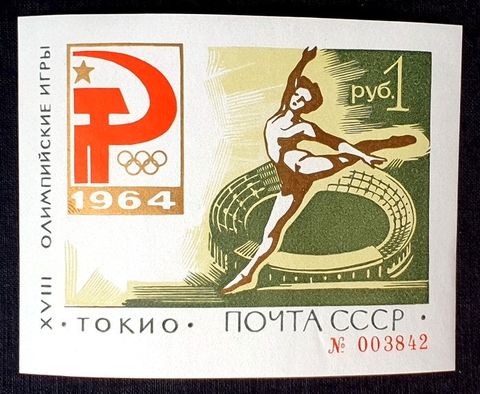 XVIII ОЛИМПИЙСКИЕ ИГРЫ
1964
руб. 1
· ТОКИО · ПОЧТА СССР ·
№ 003842